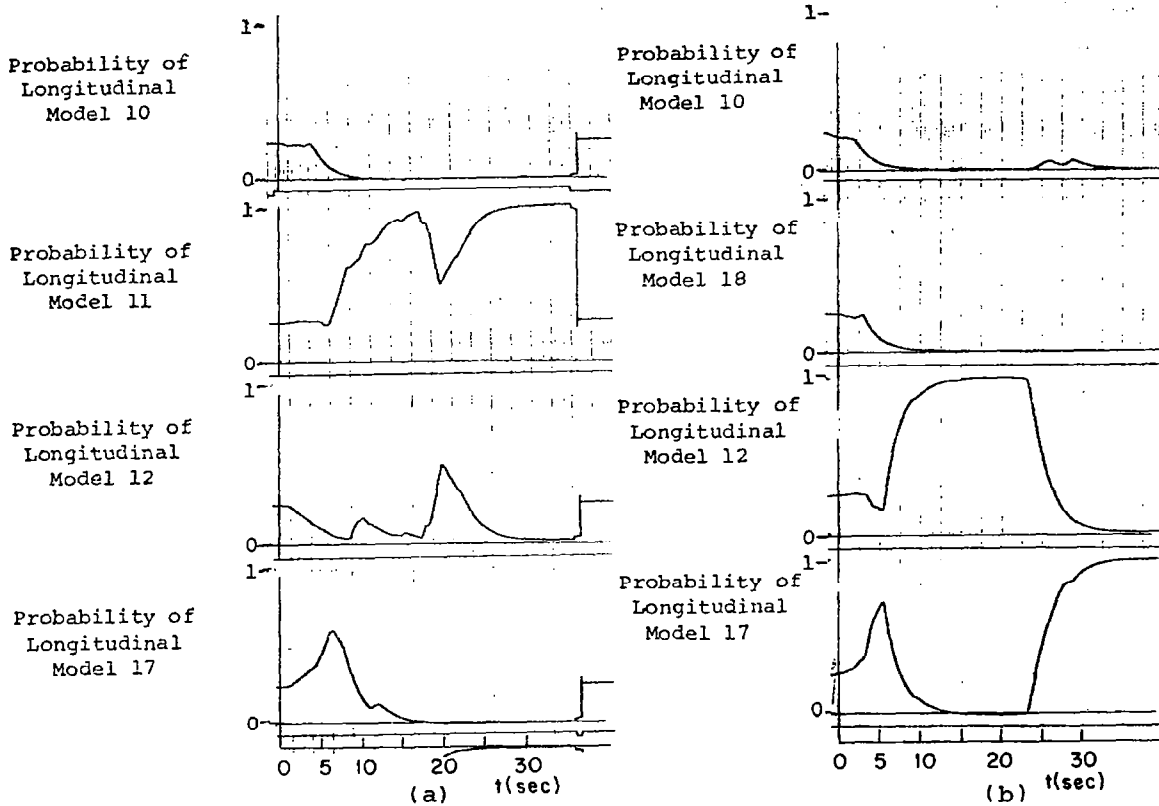 1
Probability of
Longitudinal
Model 10
0
1
Probability of
Longitudinal
Model 11
0
1
Probability of
Longitudinal
Model 12
0
1
Probability of
Longitudinal
Model 17
0
0 5 10 20 30 t(sec)
(a)
1
Probability of
Longitudinal
Model 10
0
1
Probability of
Longitudinal
Model 18
0
1
Probability of
Longitudinal
Model 12
0
1
Probability of
Longitudinal
Model 17
0
0 5 10 20 30 t(sec)
(b)